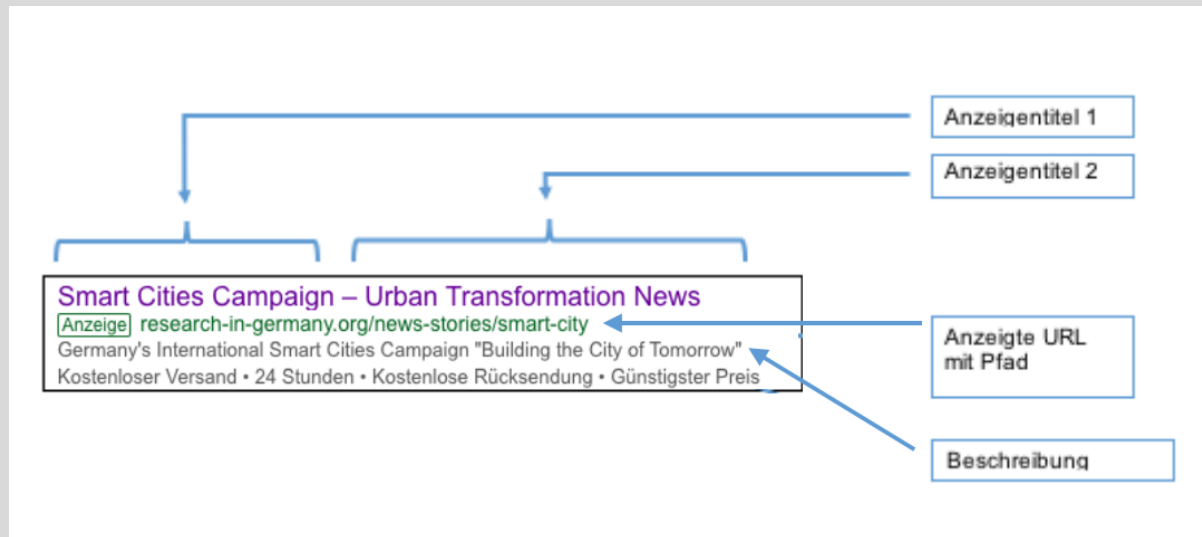 Anzeigentitel 1
Anzeigentitel 2
Smart Cities Campaign – Urban Transformation News
Anzeige research-in-germany.org/news-stories/smart-city
Germany's International Smart Cities Campaign "Building the City of Tomorrow"
Kostenloser Versand • 24 Stunden • Kostenlose Rücksendung • Günstigster Preis
Anzeigte URL
mit Pfad
Beschreibung